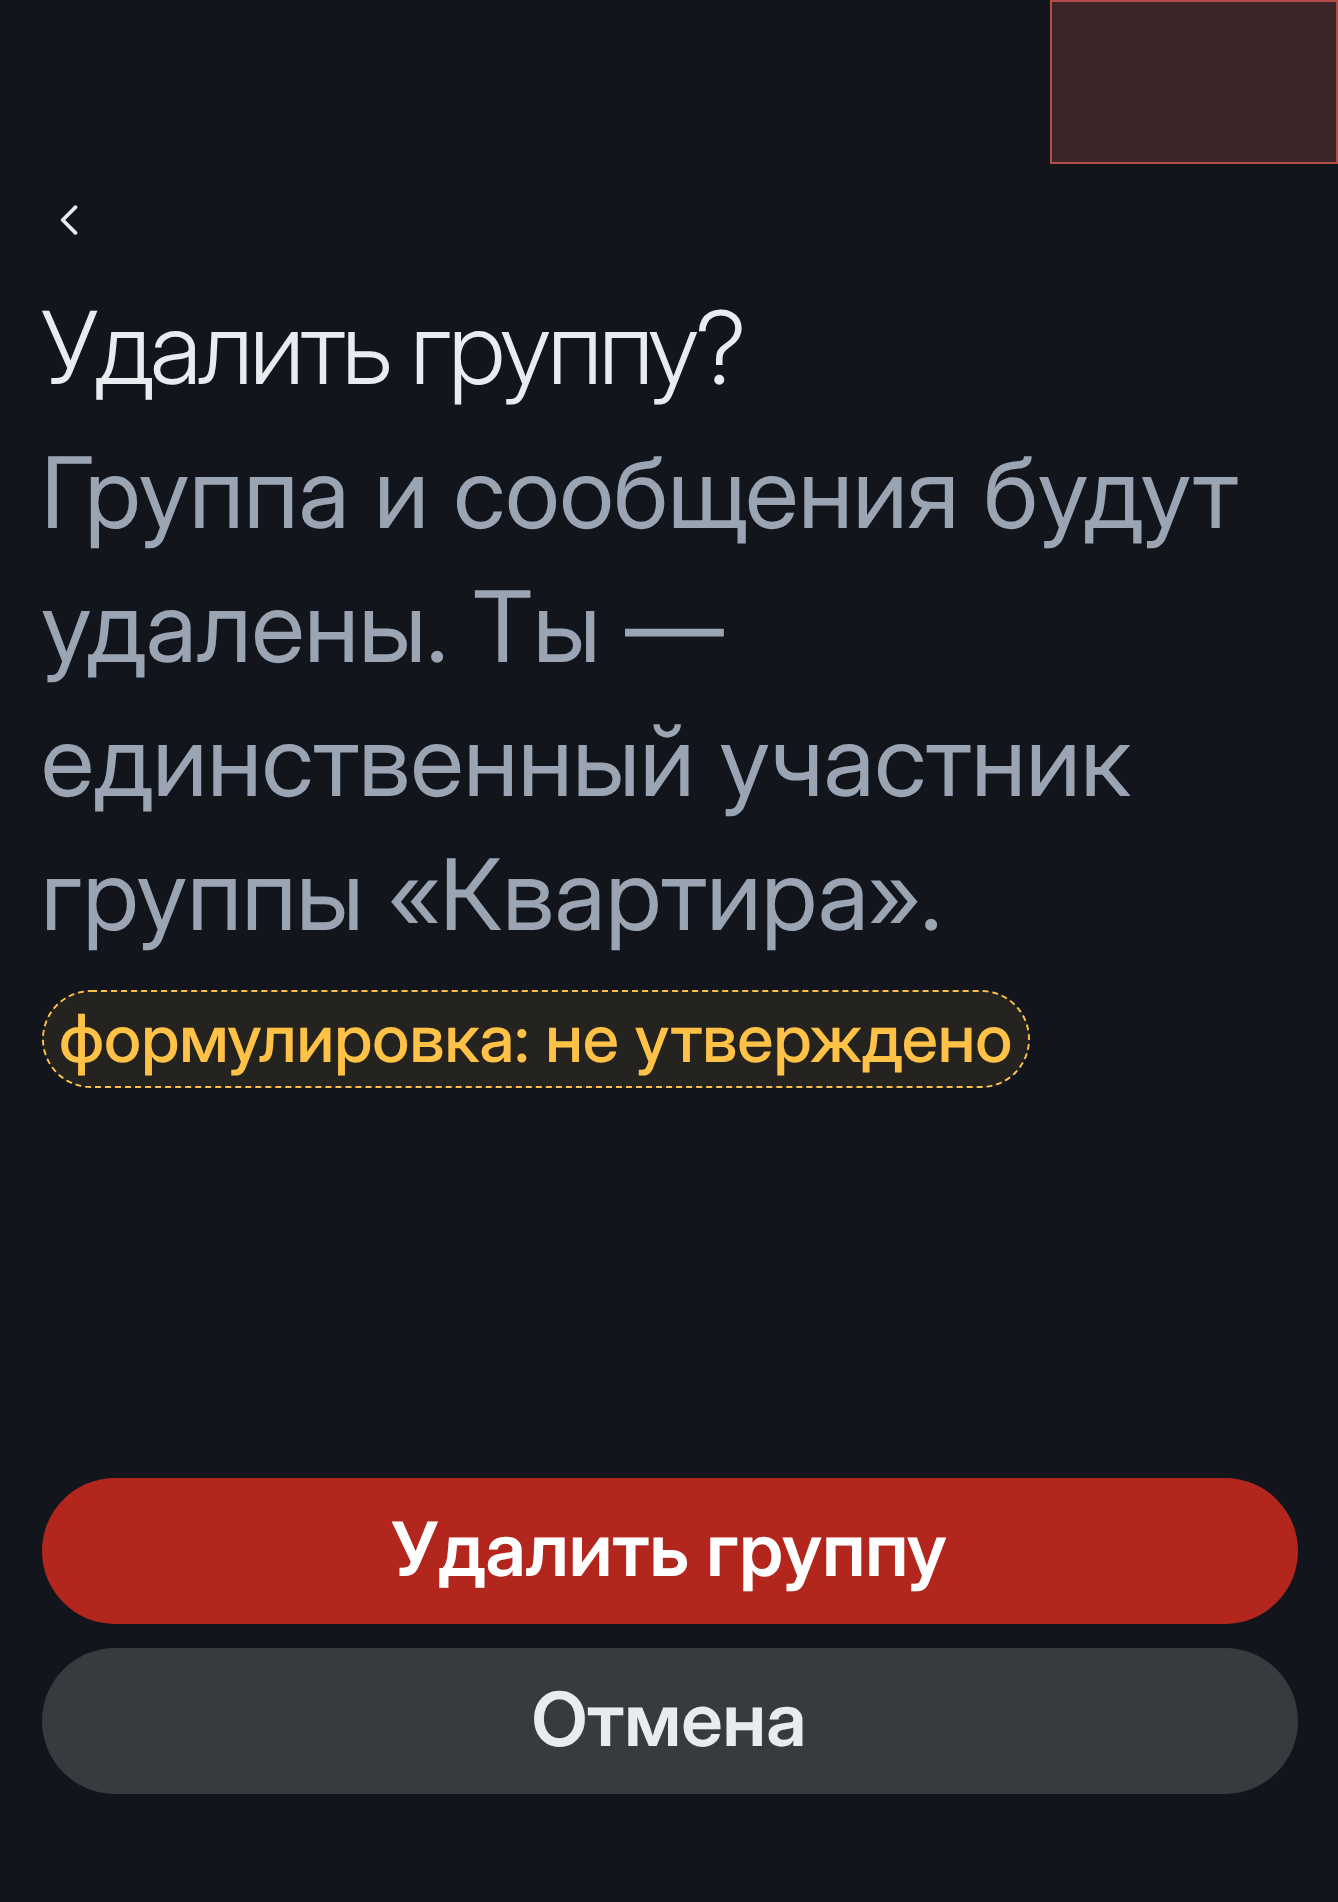 Удалить группу?
Группа и сообщения будут
удалены. Ты —
единственный участник
группы «Квартира».
формулировка: не утверждено
Удалить группу
Отмена